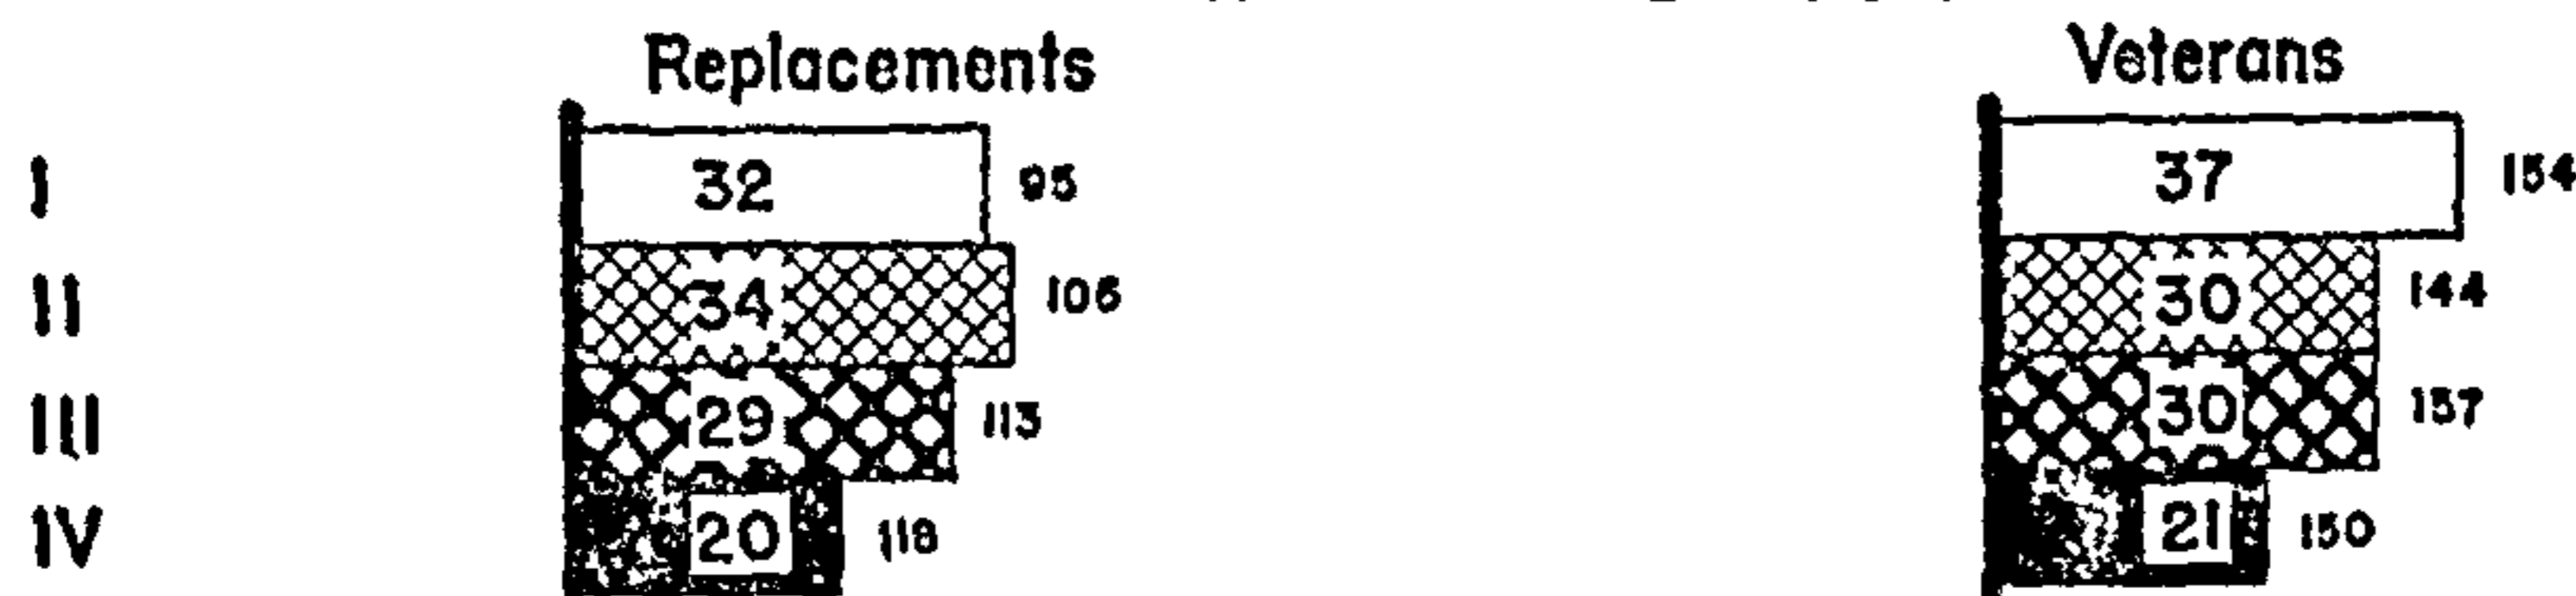 Replacements Veterans
I 32 95 37 154
II 34 106 30 144
III 29 113 30 157
IV 20 118 21 150